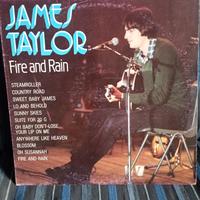 JAMES
TAYLOR
Fire and Rain
STEAMROLLER
COUNTRY ROAD
SWEET BABY JAMES
LO AND BEHOLD
SUNNY SKIES
SUITE FOR 20 G
OH BABY DON'T LOSE
YOUR LIP ON ME
ANYWHERE LIKE HEAVEN
BLOSSOM
OH SUSANNAH
FIRE AND RAIN